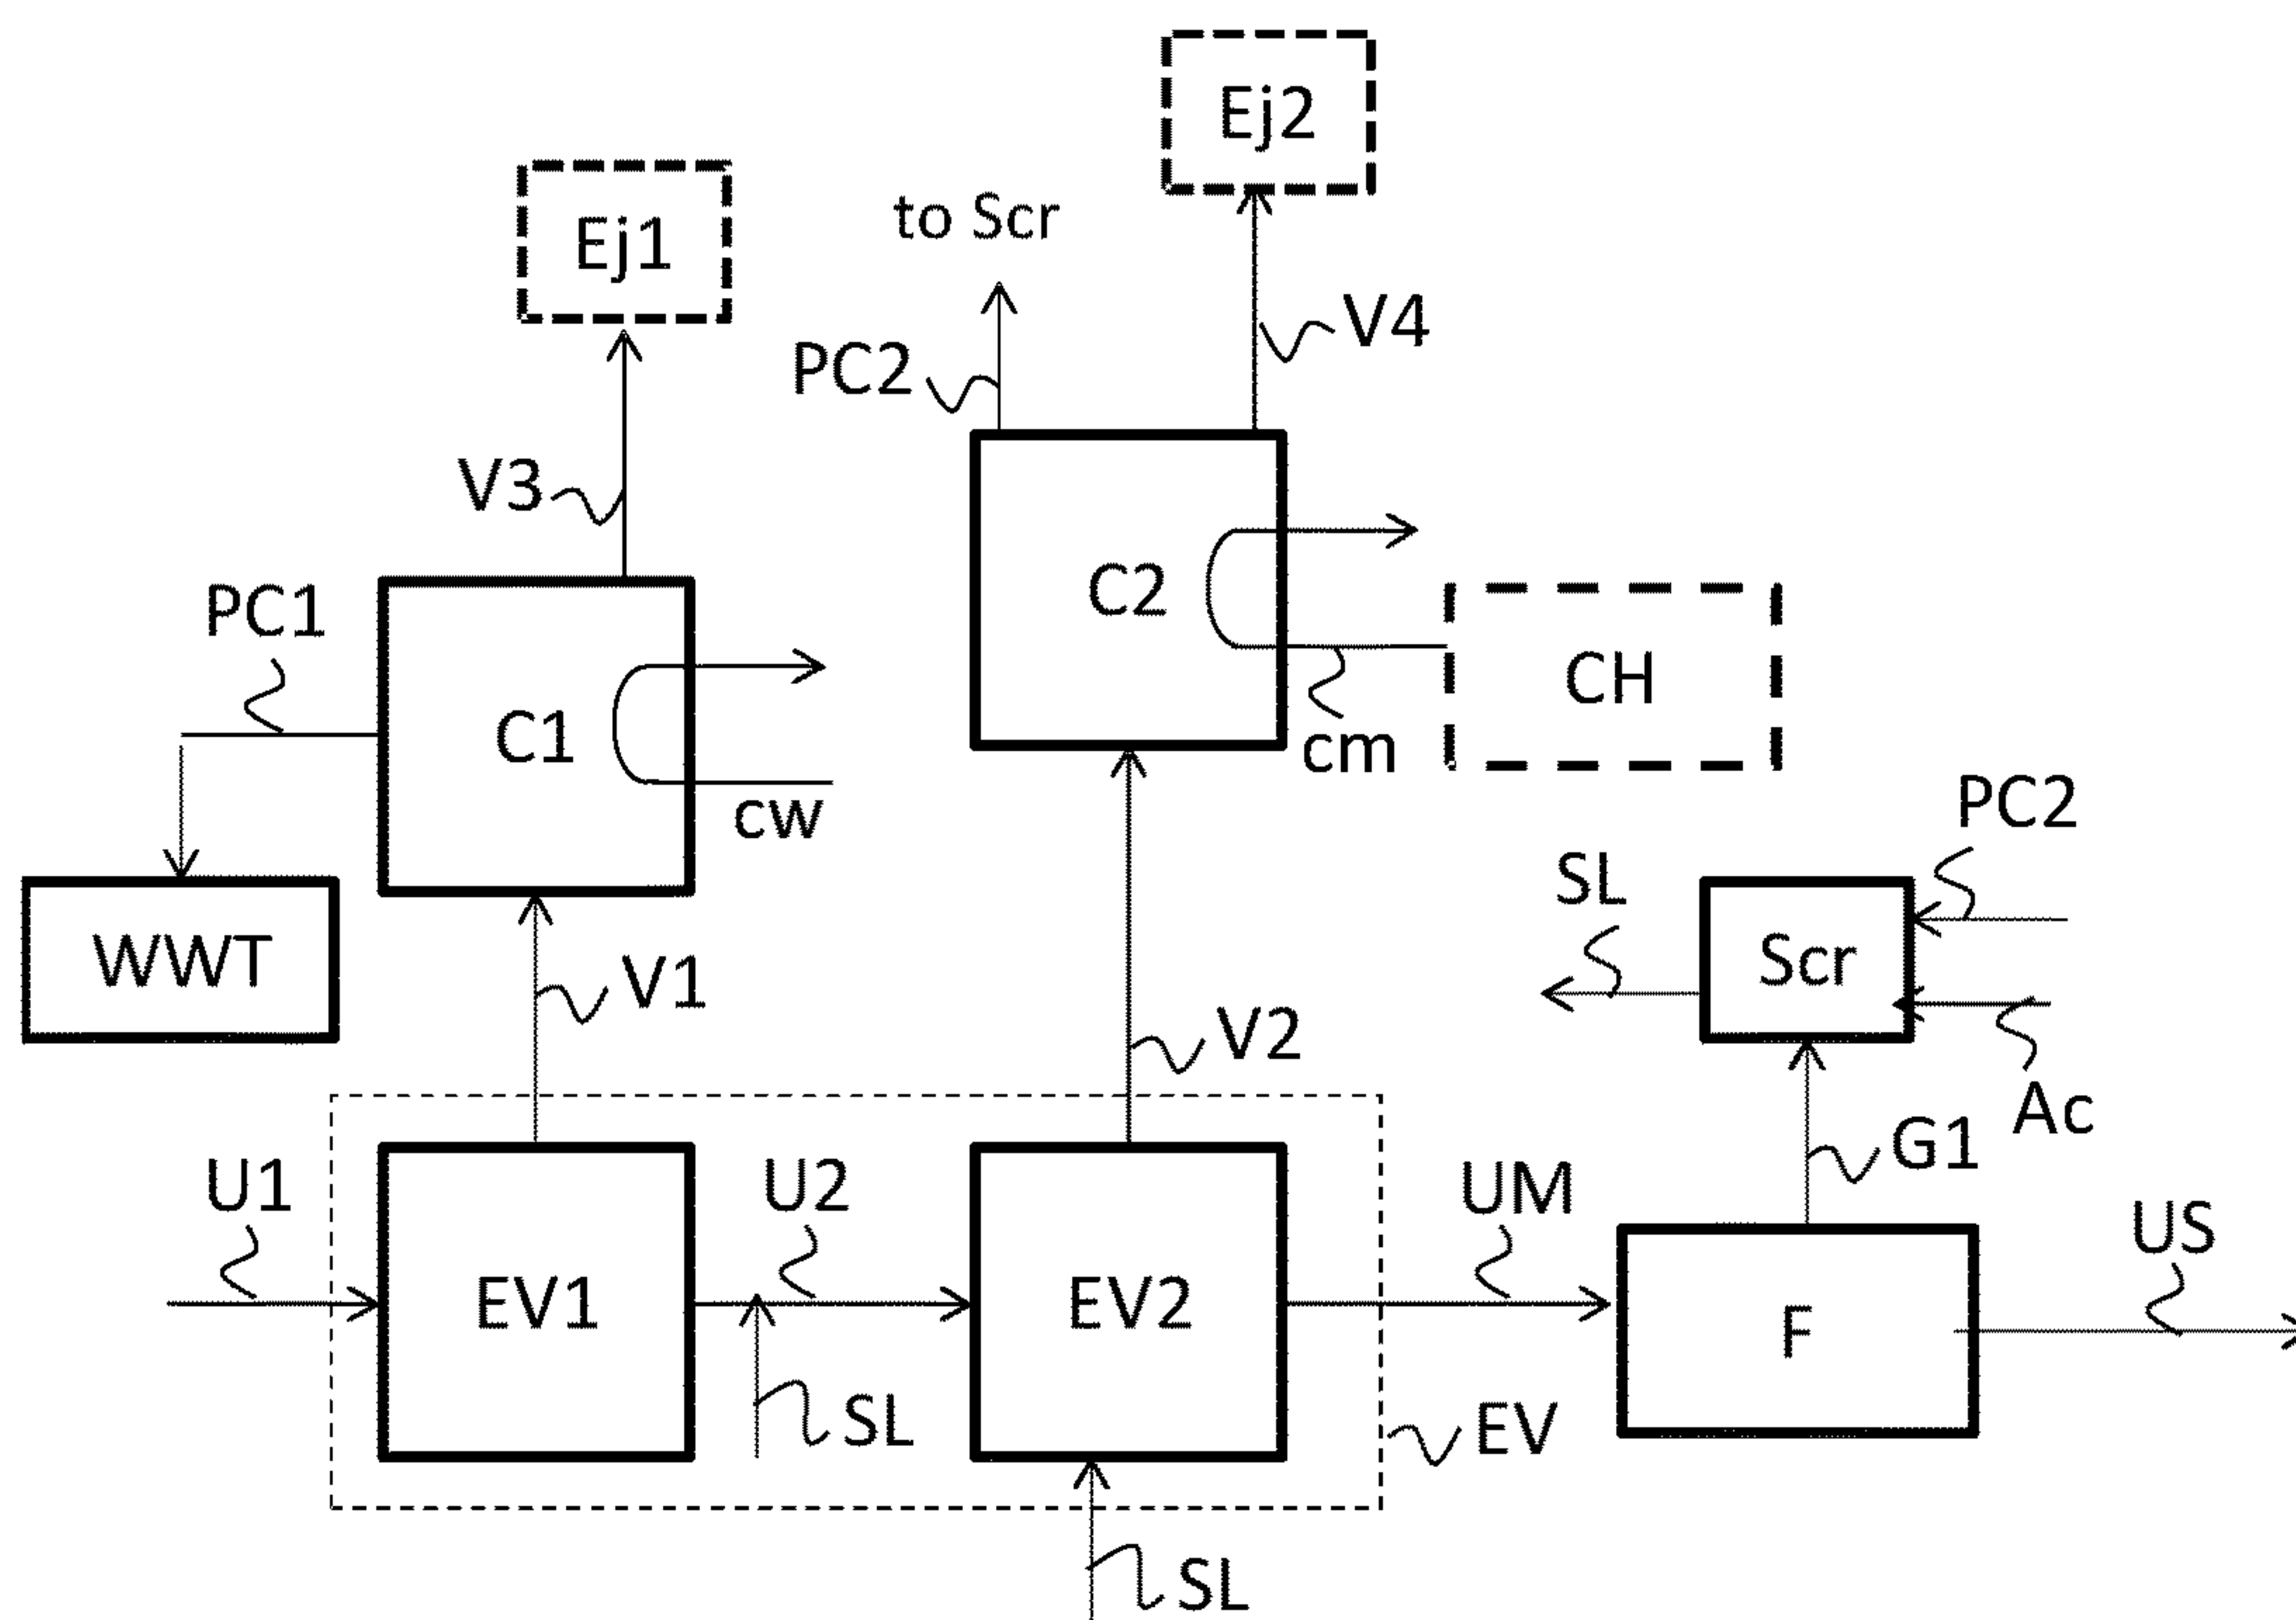 Ej2
to Scr
Ej1
V4
PC2
V3
C2
PC1
CH
C1
cm
cw
PC2
SL
WWT
Scr
V1
V2
Ac
G1
U1
U2
UM
US
EV1
EV2
F
SL
EV
SL